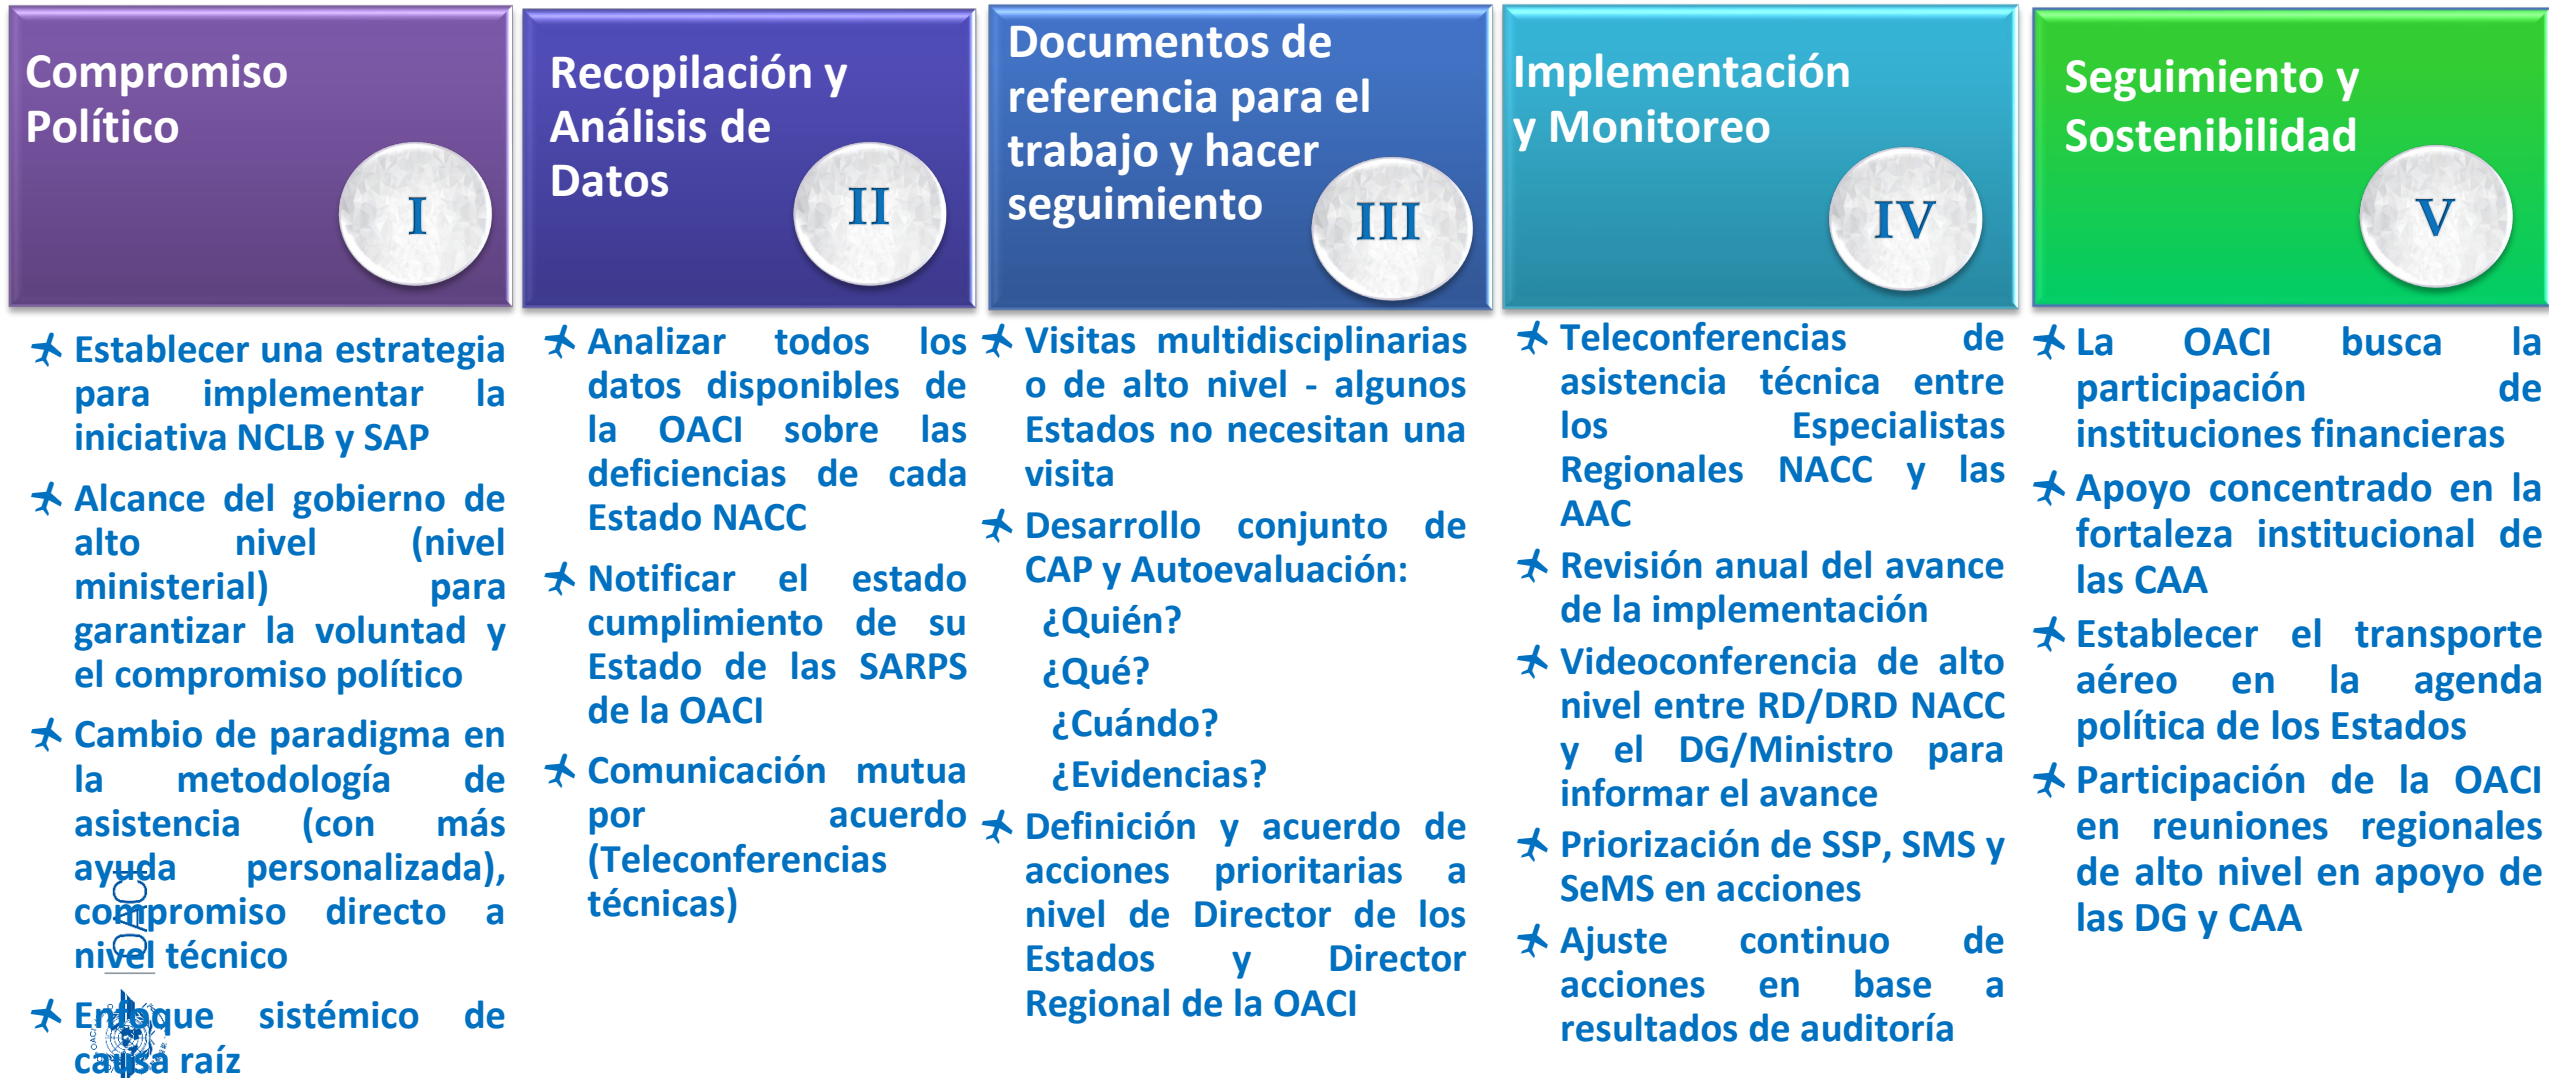 Compromiso
Político
I
Establecer una estrategia
para implementar la
iniciativa NCLB y SAP
Alcance del gobierno de
alto nivel (nivel
ministerial) para
garantizar la voluntad y
el compromiso político
Cambio de paradigma en
la metodología de
asistencia (con más
ayuda personalizada),
compromiso directo a
nivel técnico
Enfoque sistémico de
causa raíz
OACI
Recopilación y
Análisis de
Datos
II
Analizar todos los
datos disponibles de
la OACI sobre las
deficiencias de cada
Estado NACC
Notificar el estado
cumplimiento de su
Estado de las SARPS
de la OACI
Comunicación mutua
por acuerdo
(Teleconferencias
técnicas)
Documentos de
referencia para el
trabajo y hacer
seguimiento
III
Visitas multidisciplinarias
o de alto nivel - algunos
Estados no necesitan una
visita
Desarrollo conjunto de
CAP y Autoevaluación:
¿Quién?
¿Qué?
¿Cuándo?
¿Evidencias?
Definición y acuerdo de
acciones prioritarias a
nivel de Director de los
Estados y Director
Regional de la OACI
Implementación
y Monitoreo
IV
Teleconferencias de
asistencia técnica entre
los Especialistas
Regionales NACC y las
AAC
Revisión anual del avance
de la implementación
Videoconferencia de alto
nivel entre RD/DRD NACC
y el DG/Ministro para
informar el avance
Priorización de SSP, SMS y
SeMS en acciones
Ajuste continuo de
acciones en base a
resultados de auditoría
Seguimiento y
Sostenibilidad
V
La OACI busca la
participación de
instituciones financieras
Apoyo concentrado en la
fortaleza institucional de
las CAA
Establecer el transporte
aéreo en la agenda
política de los Estados
Participación de la OACI
en reuniones regionales
de alto nivel en apoyo de
las DG y CAA